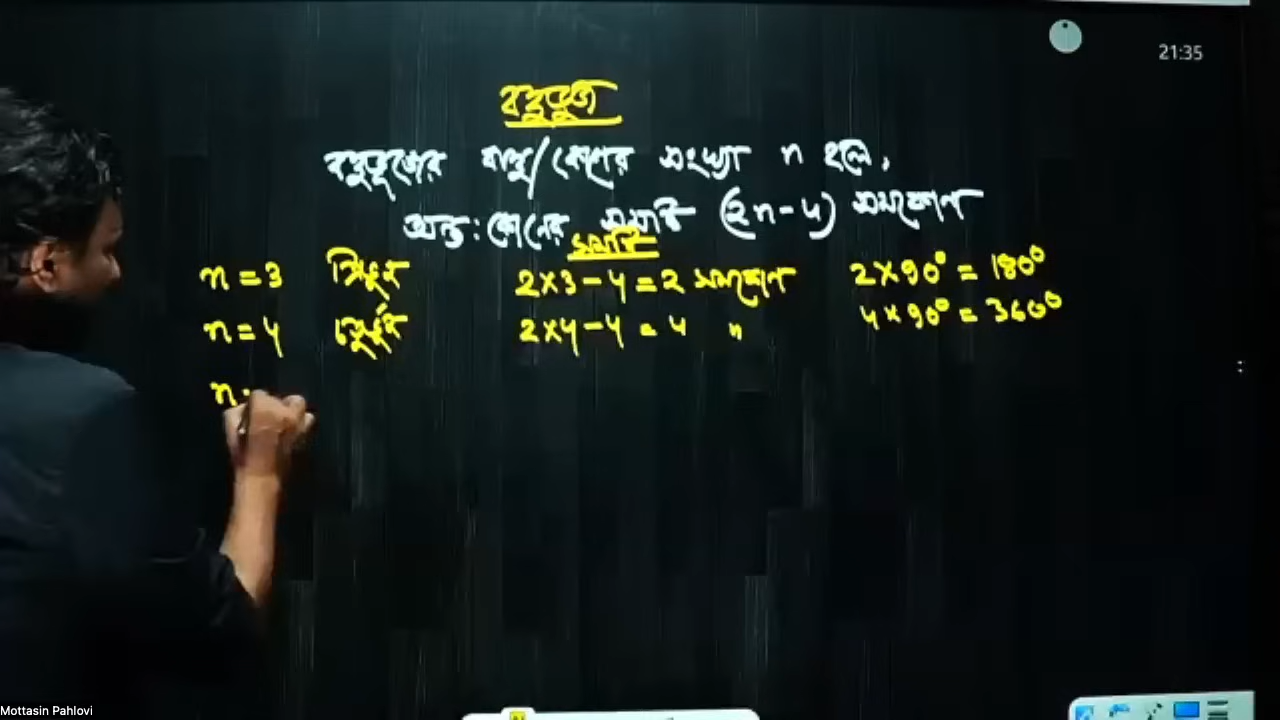 21:35
বহুভুজ
বহুভুজের বাহু/কোণের সংখ্যা n হলে,
অন্ত:কোণের সমষ্টি (2n-4) সমকোণ
সমষ্টি
n = 3 ত্রিভুজ 2×3-4 = 2 সমকোণ 2×90° = 180°
n = 4 চতুর্ভুজ 2×4-4 = 4 " 4×90° = 360°
n
Mottasin Pahlovi